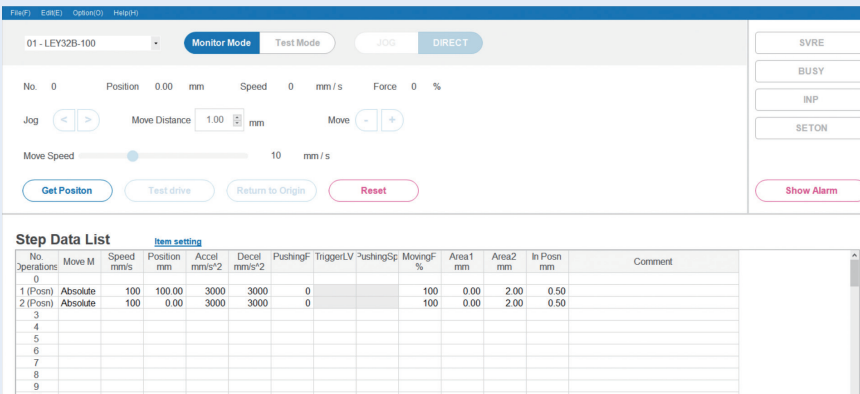 File(F) Edit(E) Option(O) Help(H)
01 - LEY32B-100 Monitor Mode Test Mode JOG DIRECT SVRE
BUSY
No. 0 Position 0.00 mm Speed 0 mm / s Force 0 %
INP
Jog < > Move Distance 1.00 mm Move - +
SETON
Move Speed 10 mm / s
Get Positon Test drive Return to Origin Reset Show Alarm
Step Data List Item setting
No. Move M Speed Position Accel Decel PushingF TriggerLV PushingSp MovingF Area1 Area2 In Posn Comment
Operations mm/s mm mm/s^2 mm/s^2 % mm mm mm
0
1 (Posn) Absolute 100 100.00 3000 3000 0 100 0.00 2.00 0.50
2 (Posn) Absolute 100 0.00 3000 3000 0 100 0.00 2.00 0.50
3
4
5
6
7
8
9